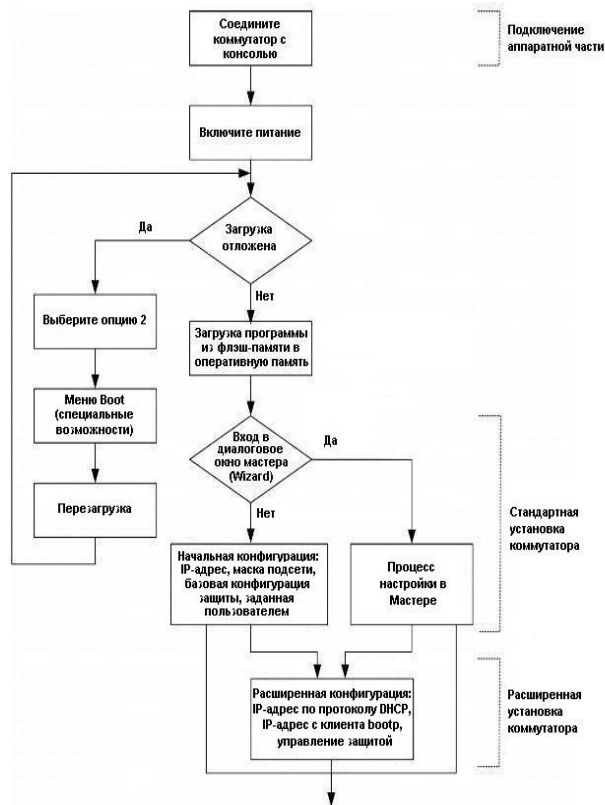 Соедините
коммутатор с
консолью
Подключение
аппаратной части
Включите питание
Да
Загрузка
отложена
Нет
Выберите опцию 2
Загрузка программы
из флэш-памяти в
оперативную память
Меню Boot
(специальные
возможности)
Вход в
диалоговое
окно мастера
(Wizard)
Да
Перезагрузка
Нет
Стандартная
установка
коммутатора
Начальная конфигурация:
IP-адрес, маска подсети,
базовая конфигурация
защиты, заданная
пользователем
Процесс
настройки в
Мастере
Расширенная конфигурация:
IP-адрес по протоколу DHCP,
IP-адрес с клиента bootp,
управление защитой
Расширенная
установка
коммутатора